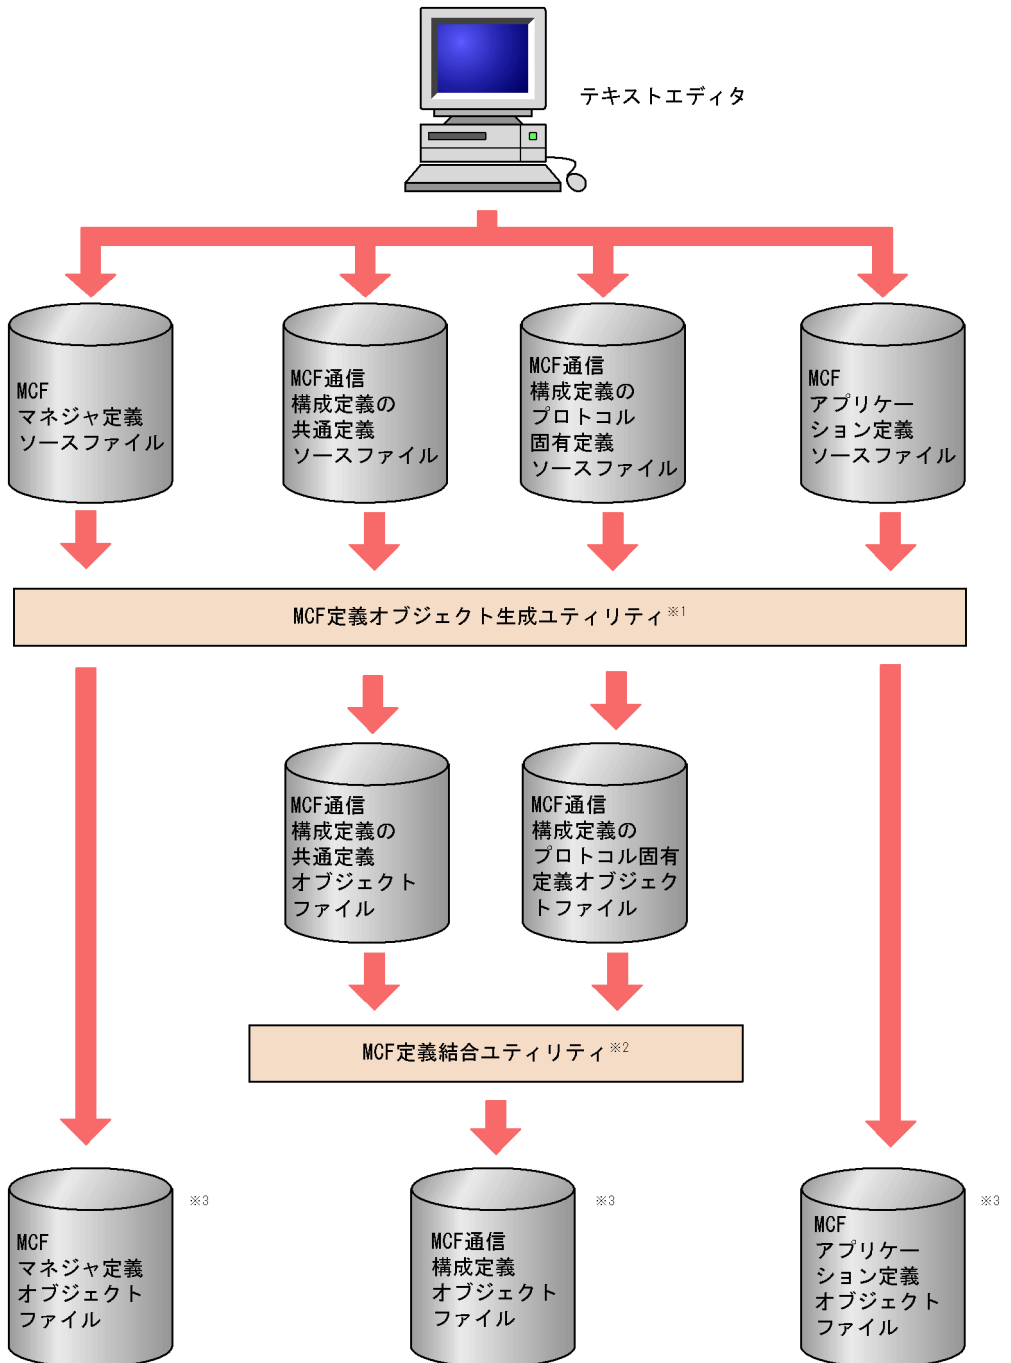 テキストエディタ
MCF
マネジャ定義
ソースファイル
MCF通信
構成定義の
共通定義
ソースファイル
MCF通信
構成定義の
プロトコル
固有定義
ソースファイル
MCF
アプリケー
ション定義
ソースファイル
MCF定義オブジェクト生成ユティリティ※1
MCF通信
構成定義の
共通定義
オブジェクト
ファイル
MCF通信
構成定義の
プロトコル固有
定義オブジェク
トファイル
MCF定義結合ユティリティ※2
MCF
マネジャ定義
オブジェクト
ファイル
※3
MCF通信
構成定義
オブジェクト
ファイル
※3
MCF
アプリケー
ション定義
オブジェクト
ファイル
※3